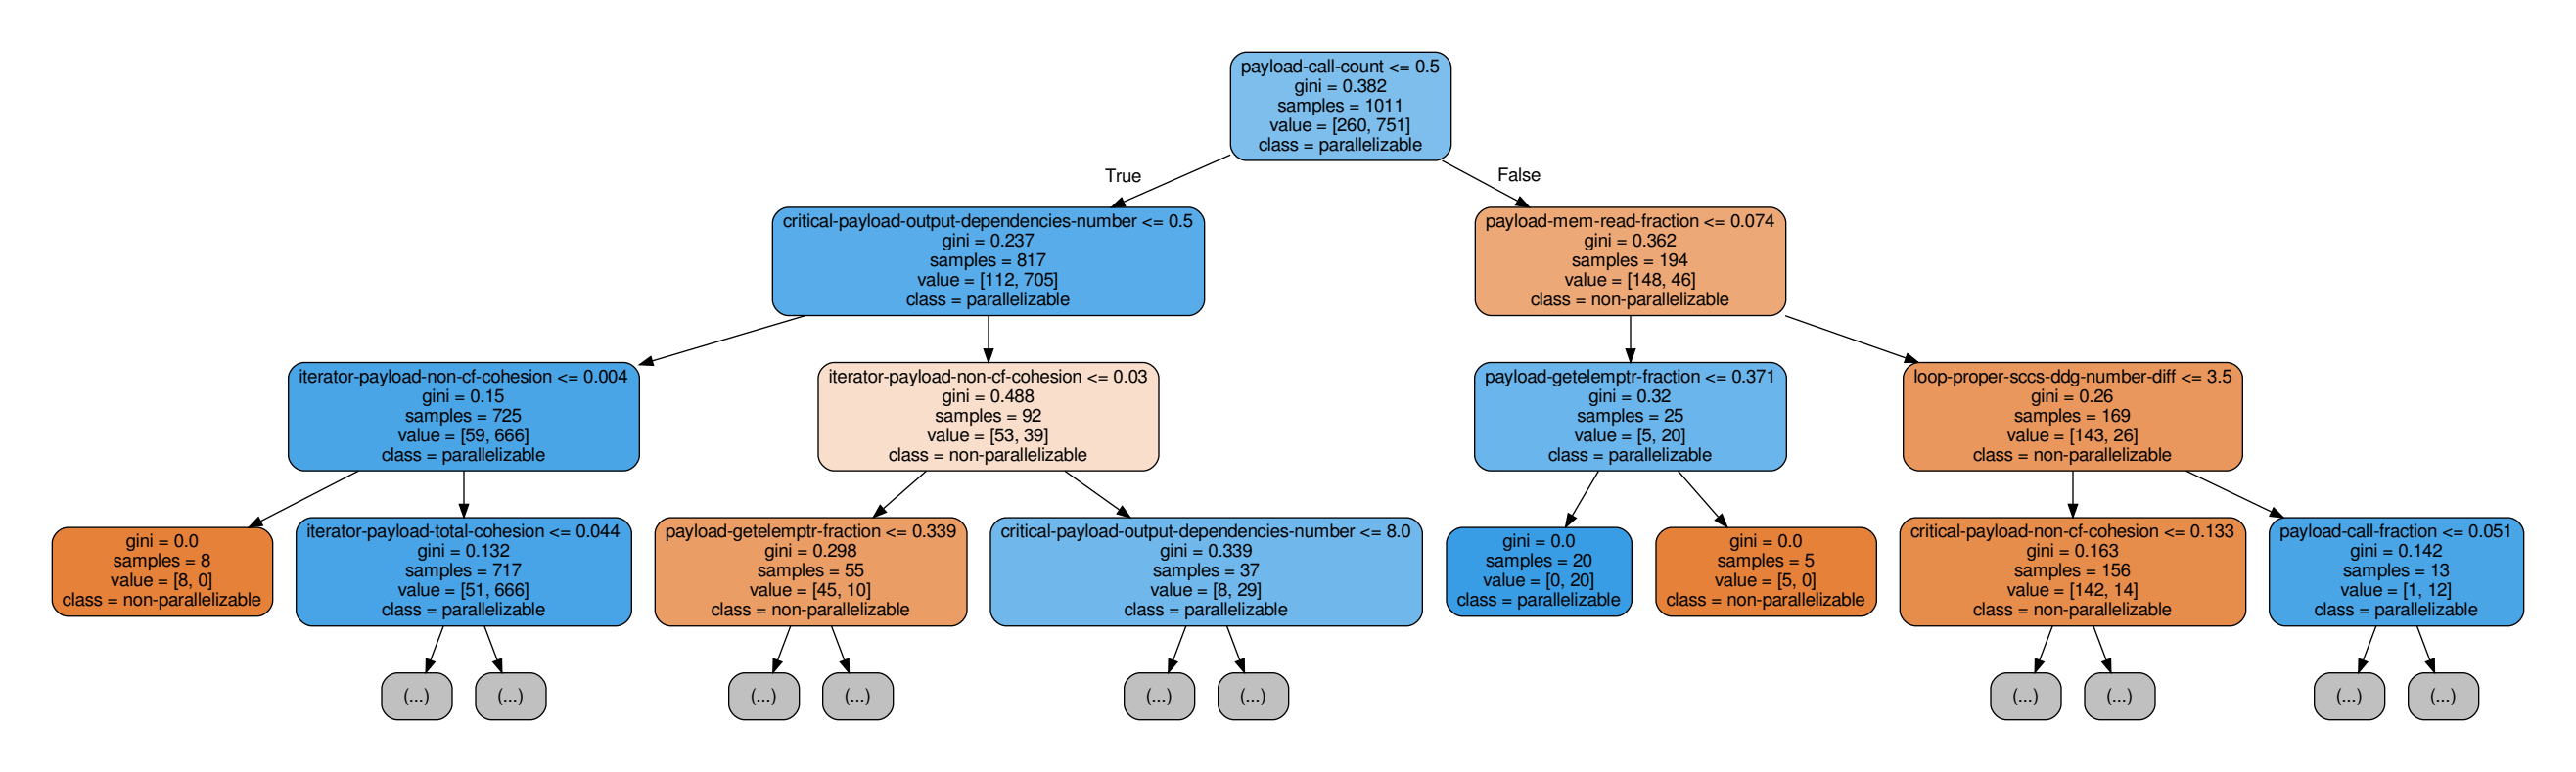 payload-call-count <= 0.5
gini = 0.382
samples = 1011
value = [260, 751]
class = parallelizable
True
False
critical-payload-output-dependencies-number <= 0.5
gini = 0.237
samples = 817
value = [112, 705]
class = parallelizable
payload-mem-read-fraction <= 0.074
gini = 0.362
samples = 194
value = [148, 46]
class = non-parallelizable
iterator-payload-non-cf-cohesion <= 0.004
gini = 0.15
samples = 725
value = [59, 666]
class = parallelizable
iterator-payload-non-cf-cohesion <= 0.03
gini = 0.488
samples = 92
value = [53, 39]
class = non-parallelizable
payload-getelemptr-fraction <= 0.371
gini = 0.32
samples = 25
value = [5, 20]
class = parallelizable
loop-proper-sccs-ddg-number-diff <= 3.5
gini = 0.26
samples = 169
value = [143, 26]
class = non-parallelizable
gini = 0.0
samples = 8
value = [8, 0]
class = non-parallelizable
iterator-payload-total-cohesion <= 0.044
gini = 0.132
samples = 717
value = [51, 666]
class = parallelizable
payload-getelemptr-fraction <= 0.339
gini = 0.298
samples = 55
value = [45, 10]
class = non-parallelizable
critical-payload-output-dependencies-number <= 8.0
gini = 0.339
samples = 37
value = [8, 29]
class = parallelizable
gini = 0.0
samples = 20
value = [0, 20]
class = parallelizable
gini = 0.0
samples = 5
value = [5, 0]
class = non-parallelizable
critical-payload-non-cf-cohesion <= 0.133
gini = 0.163
samples = 156
value = [142, 14]
class = non-parallelizable
payload-call-fraction <= 0.051
gini = 0.142
samples = 13
value = [1, 12]
class = parallelizable
(...)
(...)
(...)
(...)
(...)
(...)
(...)
(...)
(...)
(...)